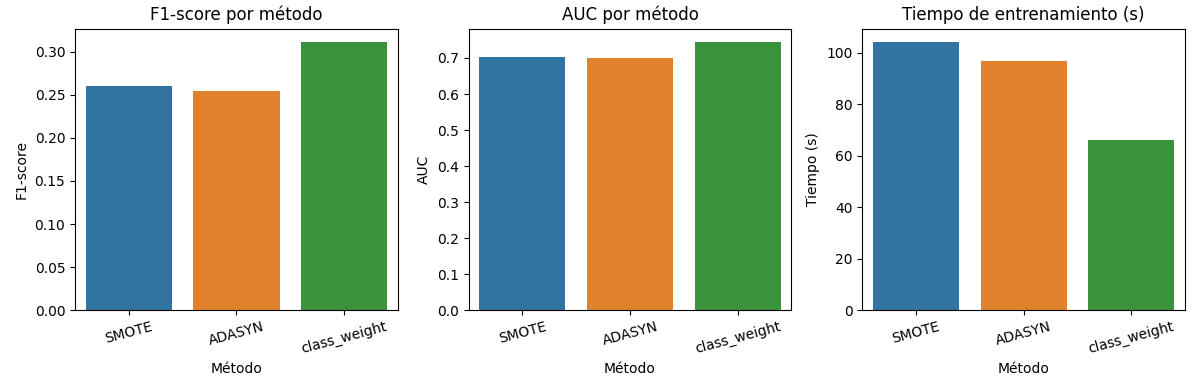 F1-score por método
F1-score
0.30
0.25
0.20
0.15
0.10
0.05
0.00
SMOTE
ADASYN
class_weight
Método
AUC por método
AUC
0.7
0.6
0.5
0.4
0.3
0.2
0.1
0.0
SMOTE
ADASYN
class_weight
Método
Tiempo de entrenamiento (s)
Tiempo (s)
100
80
60
40
20
0
SMOTE
ADASYN
class_weight
Método